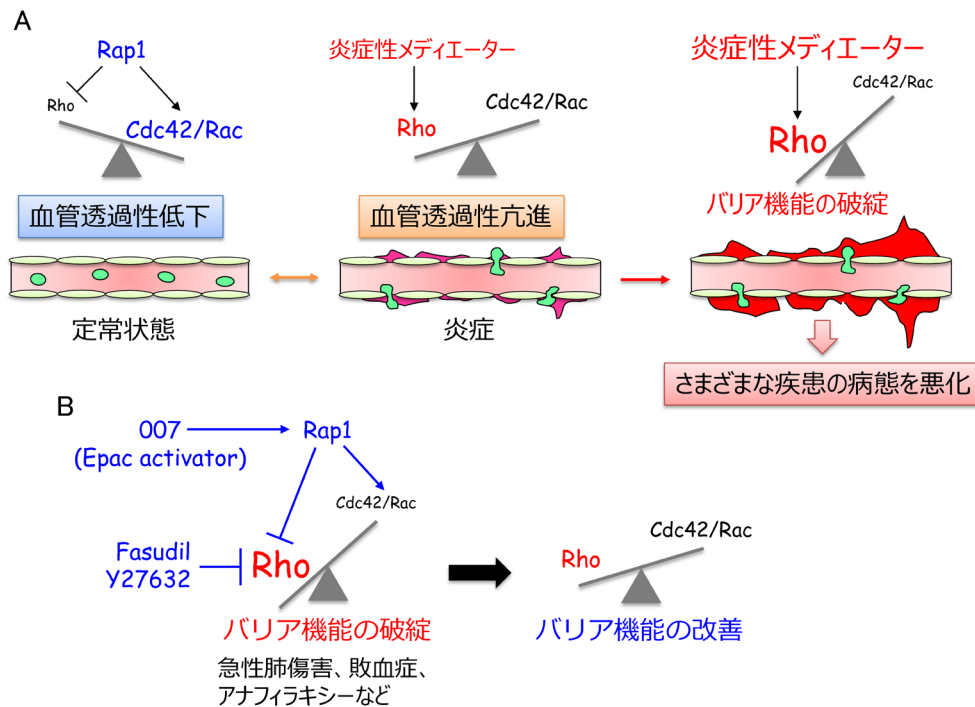 A
Rap1
Rho
Cdc42/Rac
血管透過性低下
定常状態
炎症性メディエーター
Rho
Cdc42/Rac
血管透過性亢進
炎症
炎症性メディエーター
Cdc42/Rac
Rho
バリア機能の破綻
さまざまな疾患の病態を悪化
B
007
(Epac activator)
Rap1
Cdc42/Rac
Fasudil
Y27632
Rho
バリア機能の破綻
急性肺傷害、敗血症、
アナフィラキシーなど
Cdc42/Rac
Rho
バリア機能の改善